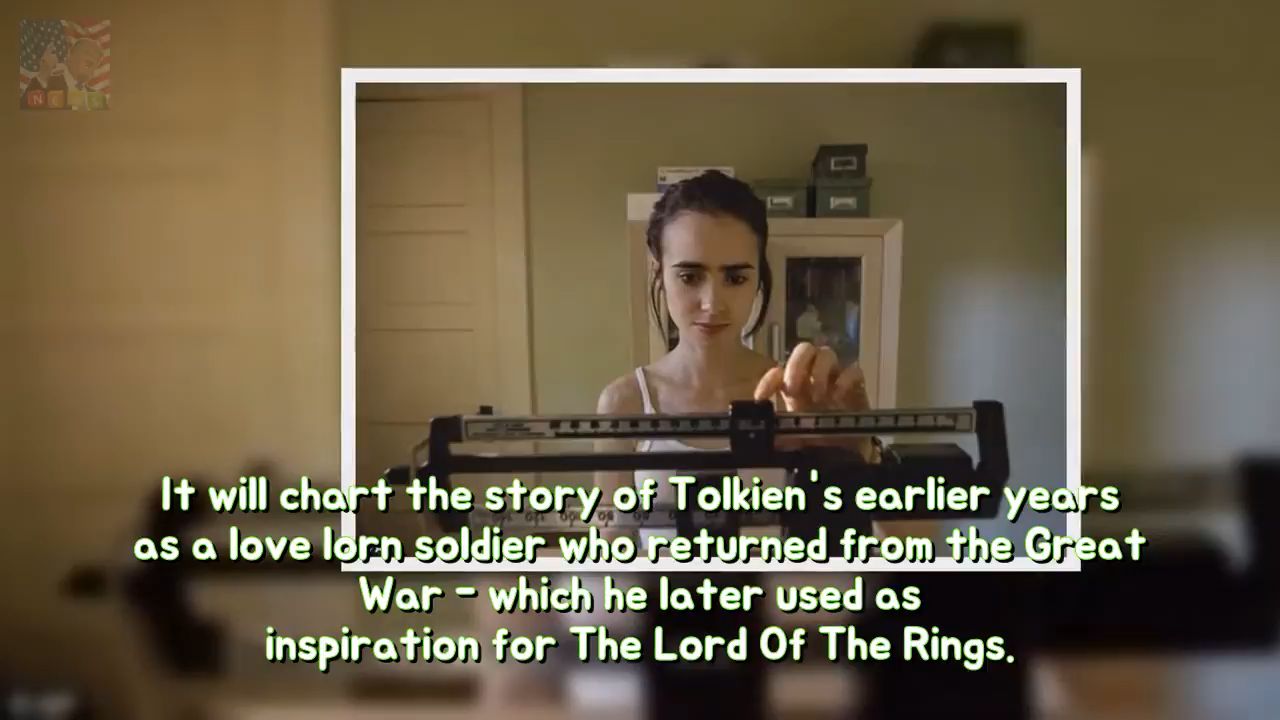 It will chart the story of Tolkien's earlier years
as a love lorn soldier who returned from the Great
War - which he later used as
inspiration for The Lord Of The Rings.